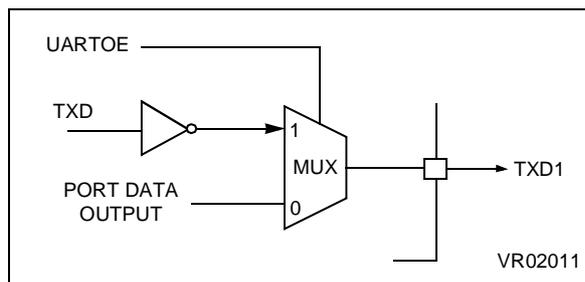 UARTOE
TXD
1
MUX
TXD1
PORT DATA
OUTPUT
0
VR02011